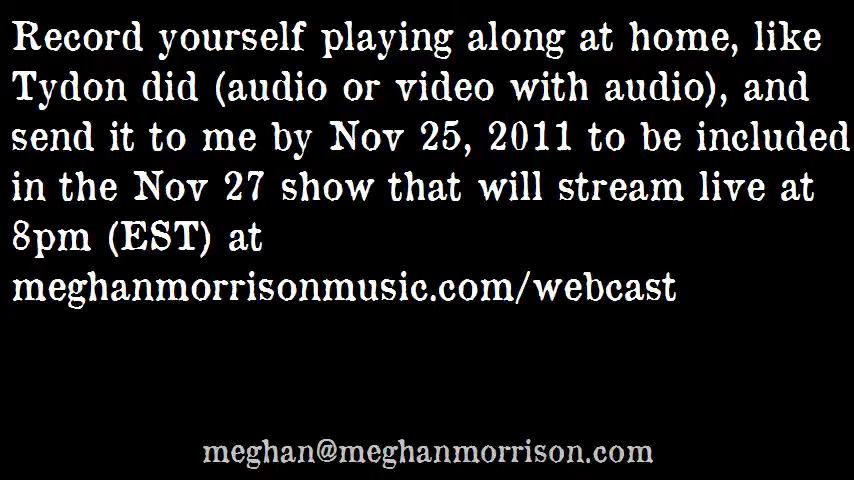 Record yourself playing along at home, like
Tydon did (audio or video with audio), and
send it to me by Nov 25, 2011 to be included
in the Nov 27 show that will stream live at
8pm (EST) at
meghanmorrisonmusic.com/webcast
meghan@meghanmorrison.com